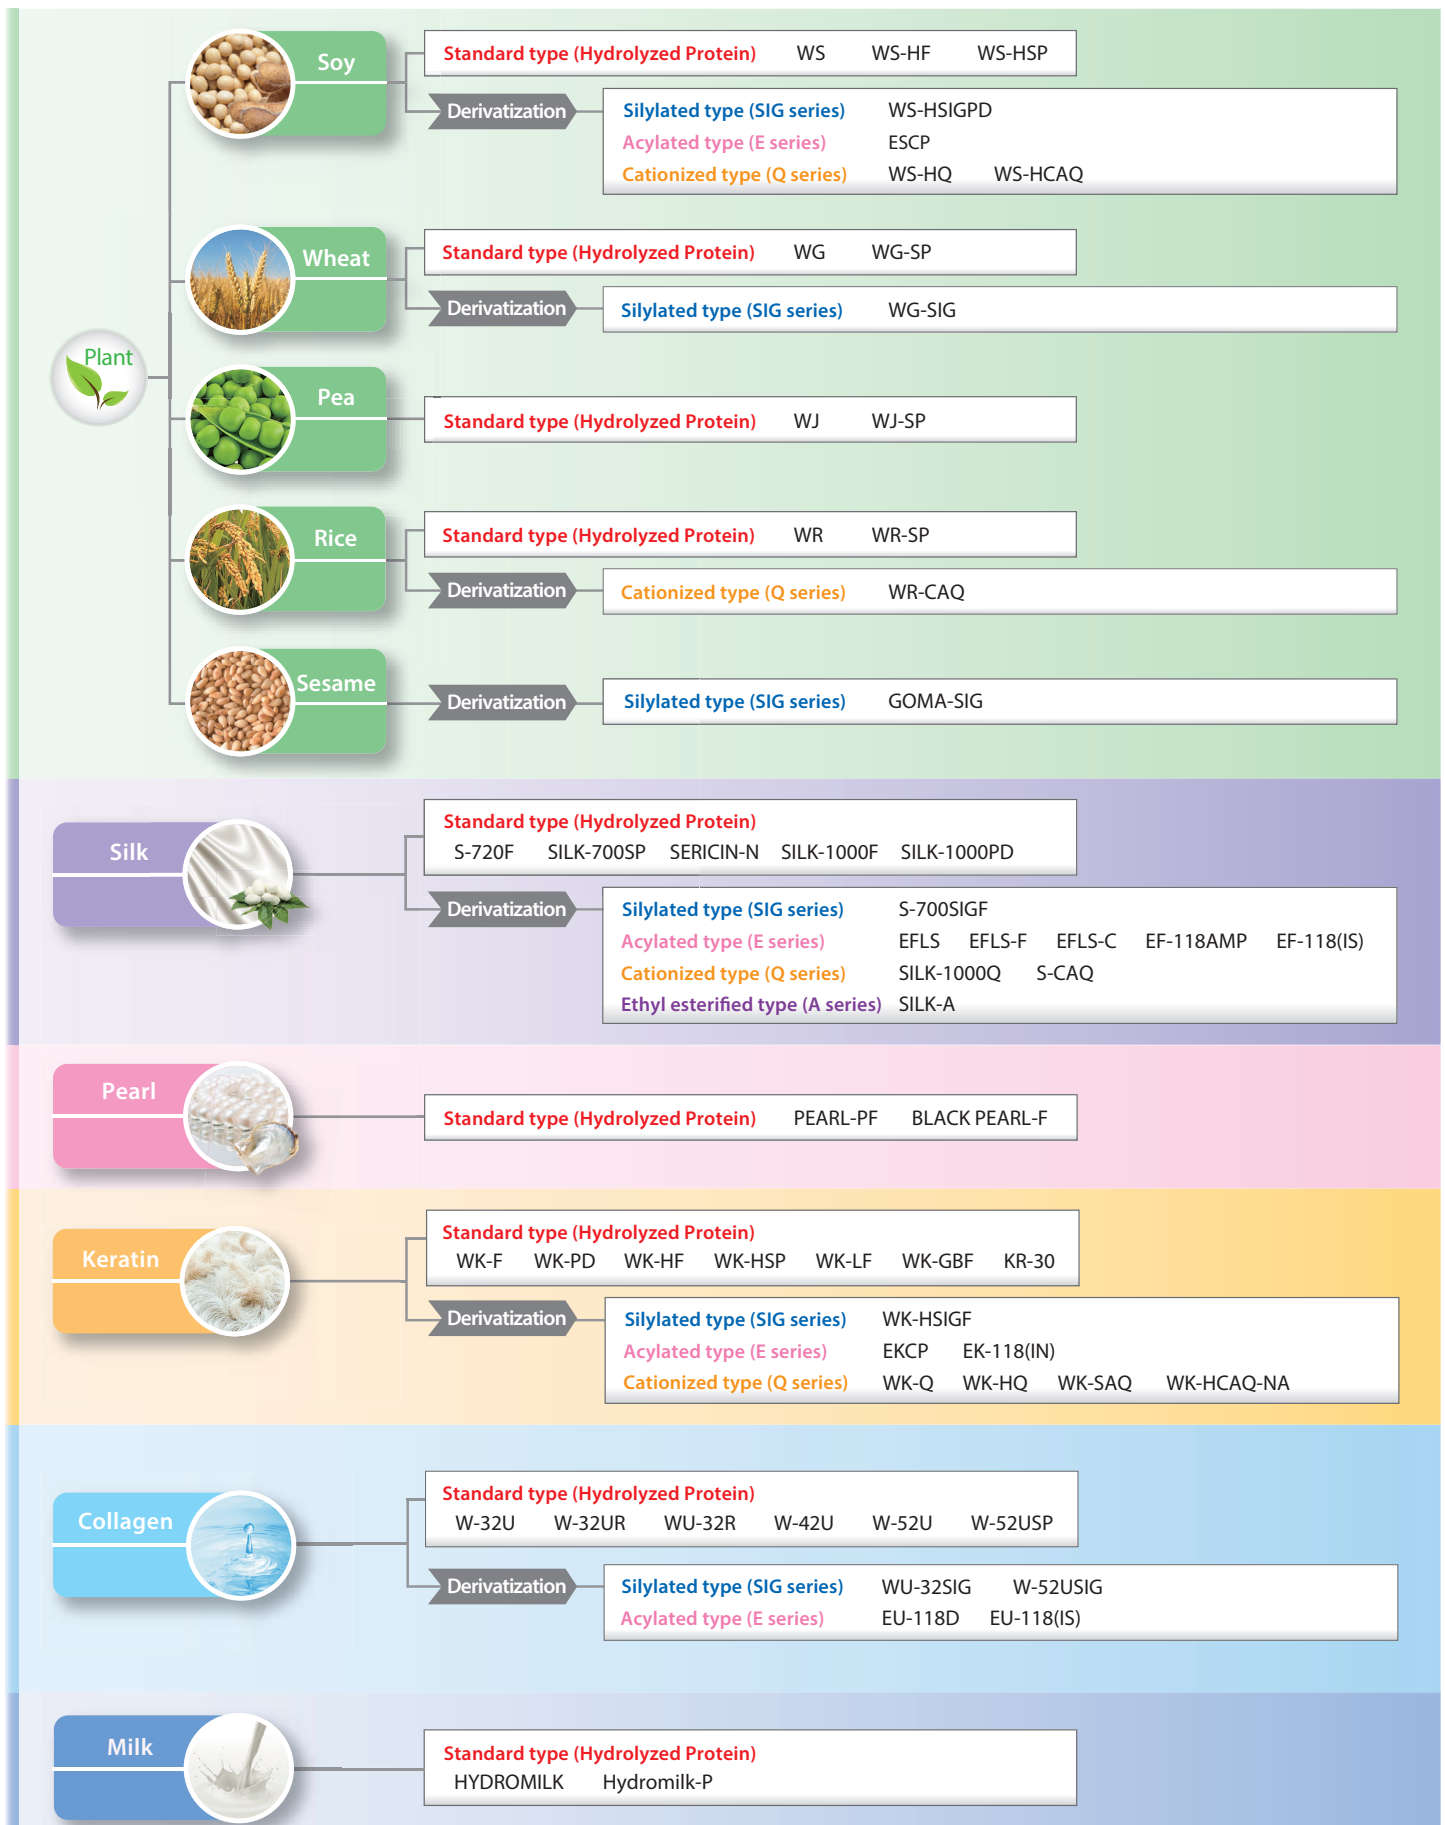 Plant
Soy
Standard type (Hydrolyzed Protein) WS WS-HF WS-HSP
Derivatization
Silylated type (SIG series) WS-HSIGPD
Acylated type (E series) ESCP
Cationized type (Q series) WS-HQ WS-HCAQ
Wheat
Standard type (Hydrolyzed Protein) WG WG-SP
Derivatization
Silylated type (SIG series) WG-SIG
Pea
Standard type (Hydrolyzed Protein) WJ WJ-SP
Rice
Standard type (Hydrolyzed Protein) WR WR-SP
Derivatization
Cationized type (Q series) WR-CAQ
Sesame
Derivatization
Silylated type (SIG series) GOMA-SIG
Silk
Standard type (Hydrolyzed Protein)
S-720F SILK-700SP SERICIN-N SILK-1000F SILK-1000PD
Derivatization
Silylated type (SIG series) S-700SIGF
Acylated type (E series) EFLS EFLS-F EFLS-C EF-118AMP EF-118(IS)
Cationized type (Q series) SILK-1000Q S-CAQ
Ethyl esterified type (A series) SILK-A
Pearl
Standard type (Hydrolyzed Protein) PEARL-PF BLACK PEARL-F
Keratin
Standard type (Hydrolyzed Protein)
WK-F WK-PD WK-HF WK-HSP WK-LF WK-GBF KR-30
Derivatization
Silylated type (SIG series) WK-HSIGF
Acylated type (E series) EKCP EK-118(IN)
Cationized type (Q series) WK-Q WK-HQ WK-SAQ WK-HCAQ-NA
Collagen
Standard type (Hydrolyzed Protein)
W-32U W-32UR WU-32R W-42U W-52U W-52USP
Derivatization
Silylated type (SIG series) WU-32SIG W-52USIG
Acylated type (E series) EU-118D EU-118(IS)
Milk
Standard type (Hydrolyzed Protein)
HYDROMILK Hydromilk-P